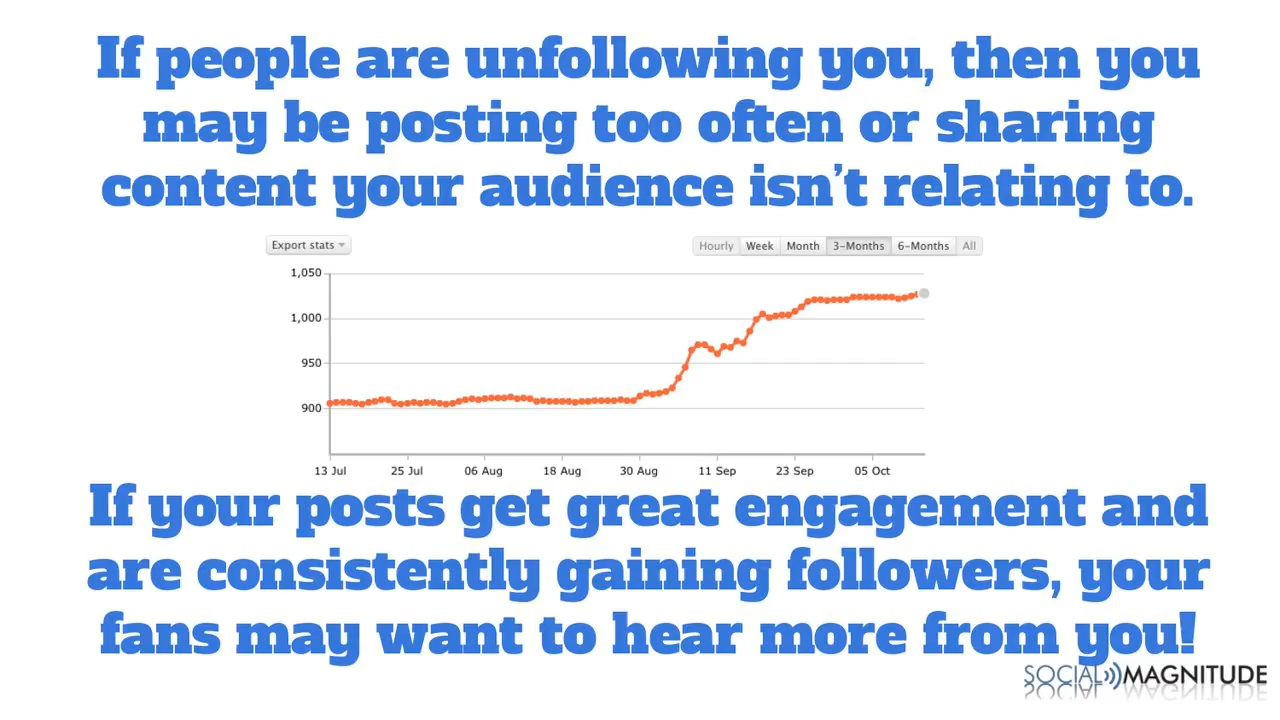 If people are unfollowing you, then you
may be posting too often or sharing
content your audience isn't relating to.
Export stats
Hourly Week Month 3-Months 6-Months All
1,050
1,000
950
900
13 Jul 25 Jul 06 Aug 18 Aug 30 Aug 11 Sep 23 Sep 05 Oct
If your posts get great engagement and
are consistently gaining followers, your
fans may want to hear more from you!
SOCIAL MAGNITUDE